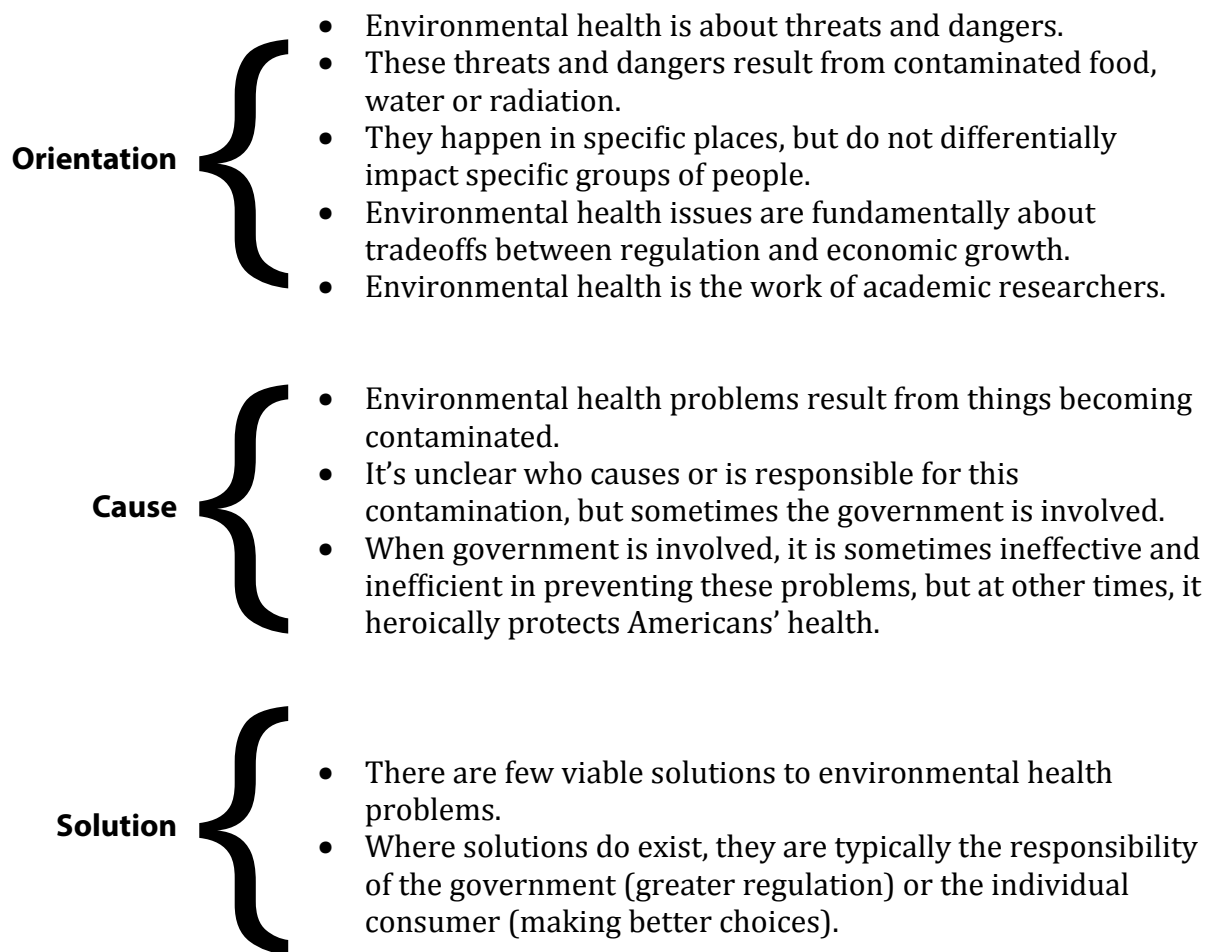 Orientation
• Environmental health is about threats and dangers.
• These threats and dangers result from contaminated food,
water or radiation.
• They happen in specific places, but do not differentially
impact specific groups of people.
• Environmental health issues are fundamentally about
tradeoffs between regulation and economic growth.
• Environmental health is the work of academic researchers.
Cause
• Environmental health problems result from things becoming
contaminated.
• It’s unclear who causes or is responsible for this
contamination, but sometimes the government is involved.
• When government is involved, it is sometimes ineffective and
inefficient in preventing these problems, but at other times, it
heroically protects Americans’ health.
Solution
• There are few viable solutions to environmental health
problems.
• Where solutions do exist, they are typically the responsibility
of the government (greater regulation) or the individual
consumer (making better choices).